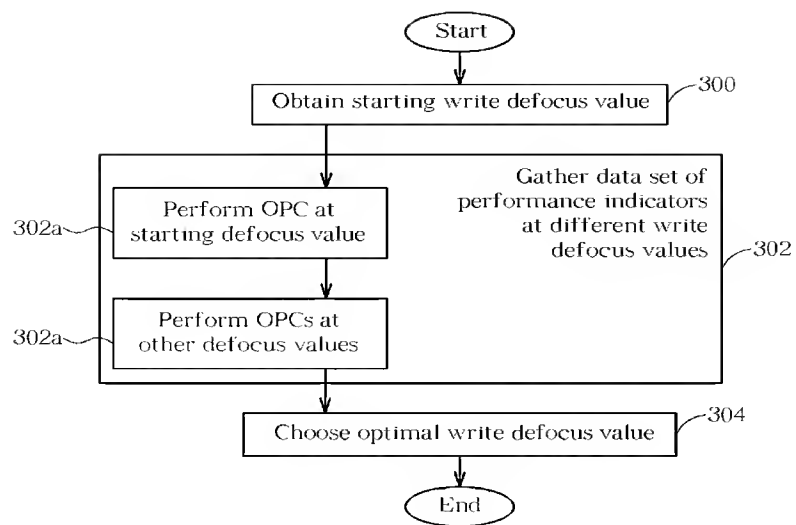 Start
Obtain starting write defocus value
300
Gather data set of
performance indicators
at different write
defocus values
302
Perform OPC at
starting defocus value
302a
Perform OPCs at
other defocus values
302a
Choose optimal write defocus value
304
End